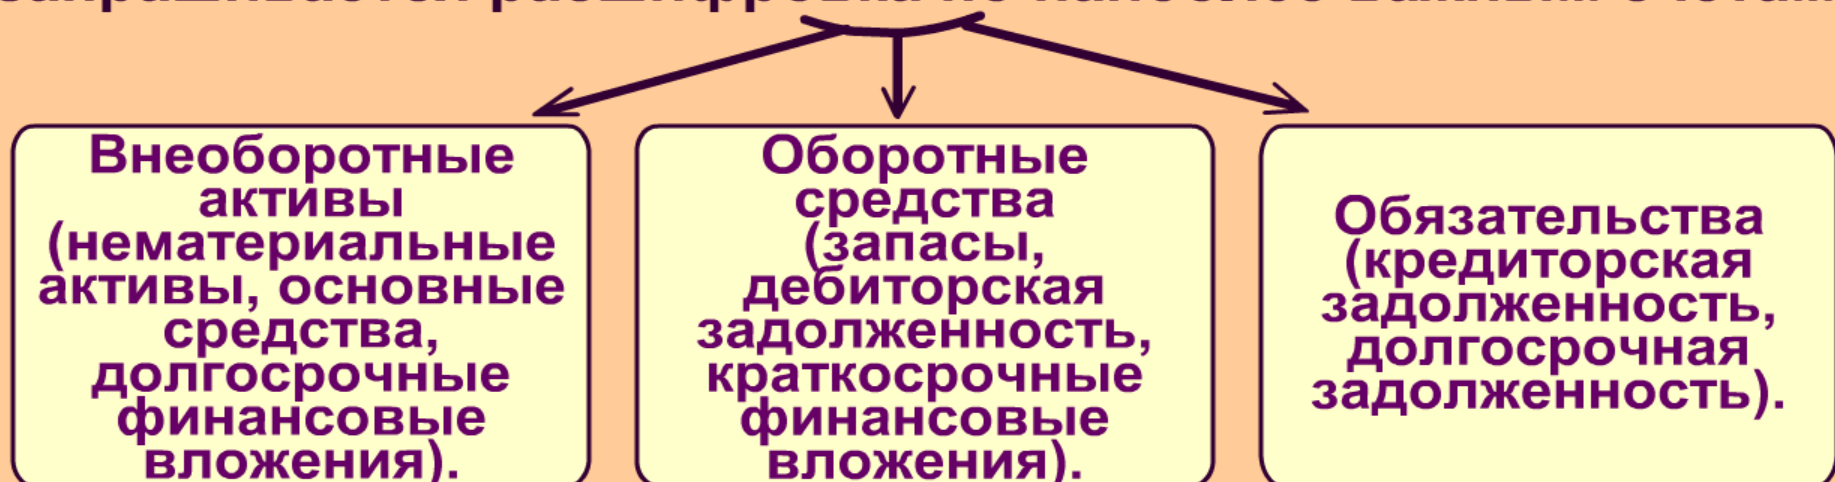 Внеоборотные
активы
(нематериальные
активы, основные
средства,
долгосрочные
финансовые
вложения).
Оборотные
средства
(запасы,
дебиторская
задолженность,
краткосрочные
финансовые
вложения).
Обязательства
(кредиторская
задолженность,
долгосрочная
задолженность).